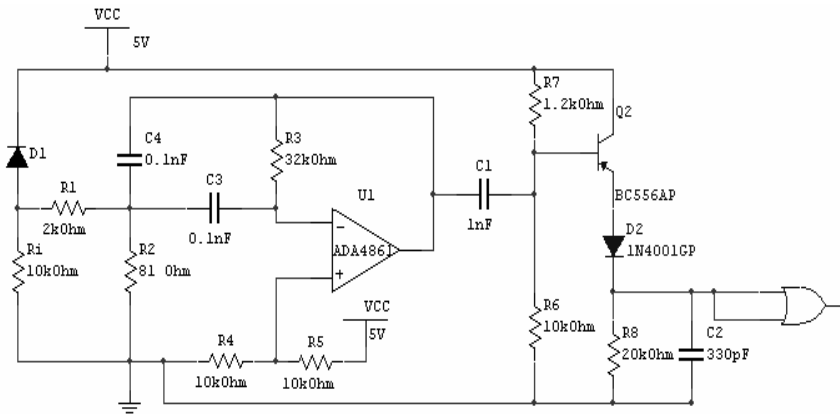 VCC
5V
R7
1.2kOhm
Q2
C4
0.1nF
R3
32kOhm
D1
C3
0.1nF
U1
C1
1nF
R1
2kOhm
BC556AP
D2
1N4001GP
Ri
10kOhm
R2
81 Ohm
VCC
5V
R6
10kOhm
R4
10kOhm
R5
10kOhm
R8
20kOhm
C2
330pF